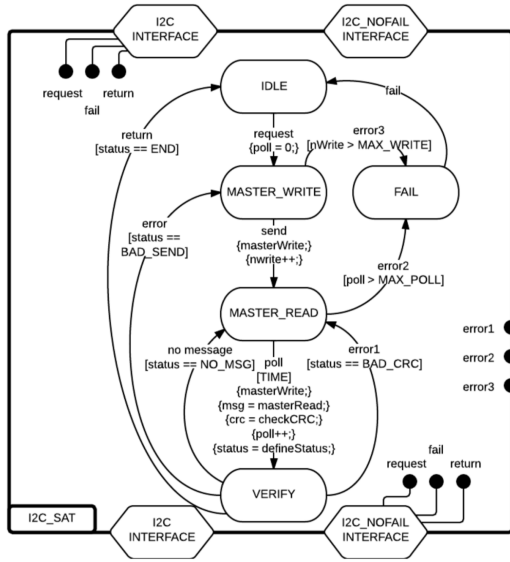 I2C
INTERFACE
I2C_NOFAIL
INTERFACE
request
return
fail
IDLE
fail
return
[status == END]
request
{poll = 0;}
error3
[nWrite > MAX_WRITE]
MASTER_WRITE
FAIL
error
[status ==
BAD_SEND]
send
{masterWrite;}
{nwrite++;}
error2
[poll > MAX_POLL]
MASTER_READ
error1
error2
error3
no message
[status == NO_MSG]
poll
[TIME]
{masterWrite;}
{msg = masterRead;}
{crc = checkCRC;}
{poll++;}
{status = defineStatus;}
error1
[status == BAD_CRC]
fail
request
return
VERIFY
I2C_SAT
I2C
INTERFACE
I2C_NOFAIL
INTERFACE